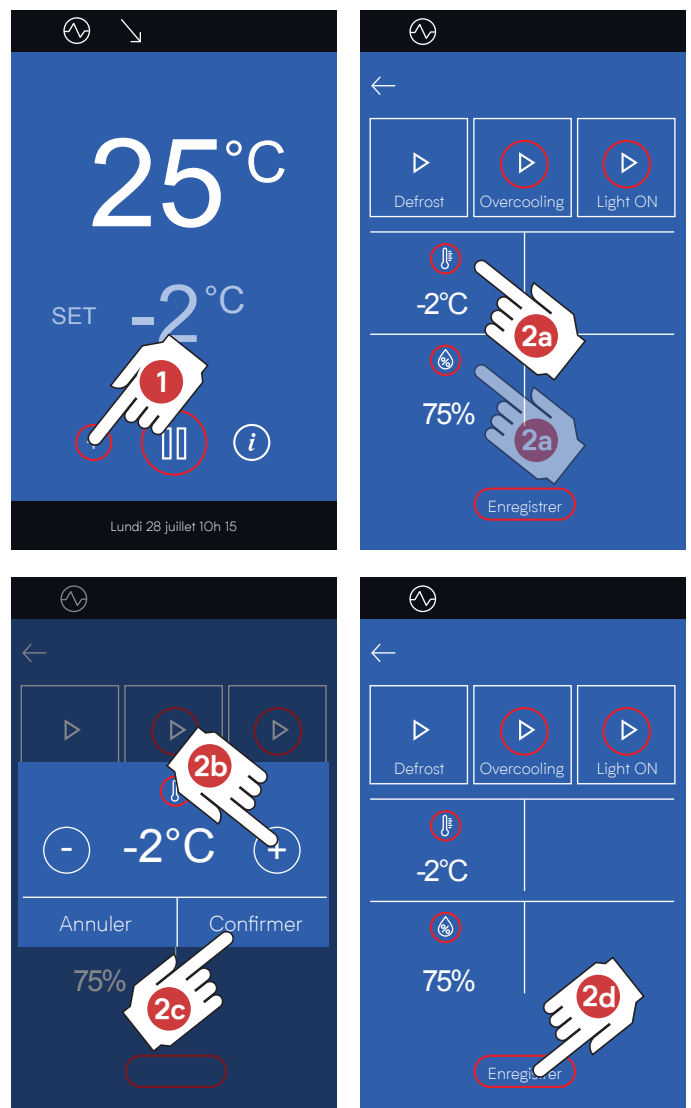 25°C
SET -2°C
1
i
Lundi 28 juillet 10h 15
Defrost Overcooling Light ON
-2°C
2a
%
75%
2a
Enregistrer
2b
- -2°C +
Annuler Confirmer
75%
2c
Defrost Overcooling Light ON
-2°C
%
75%
2d
Enregistrer